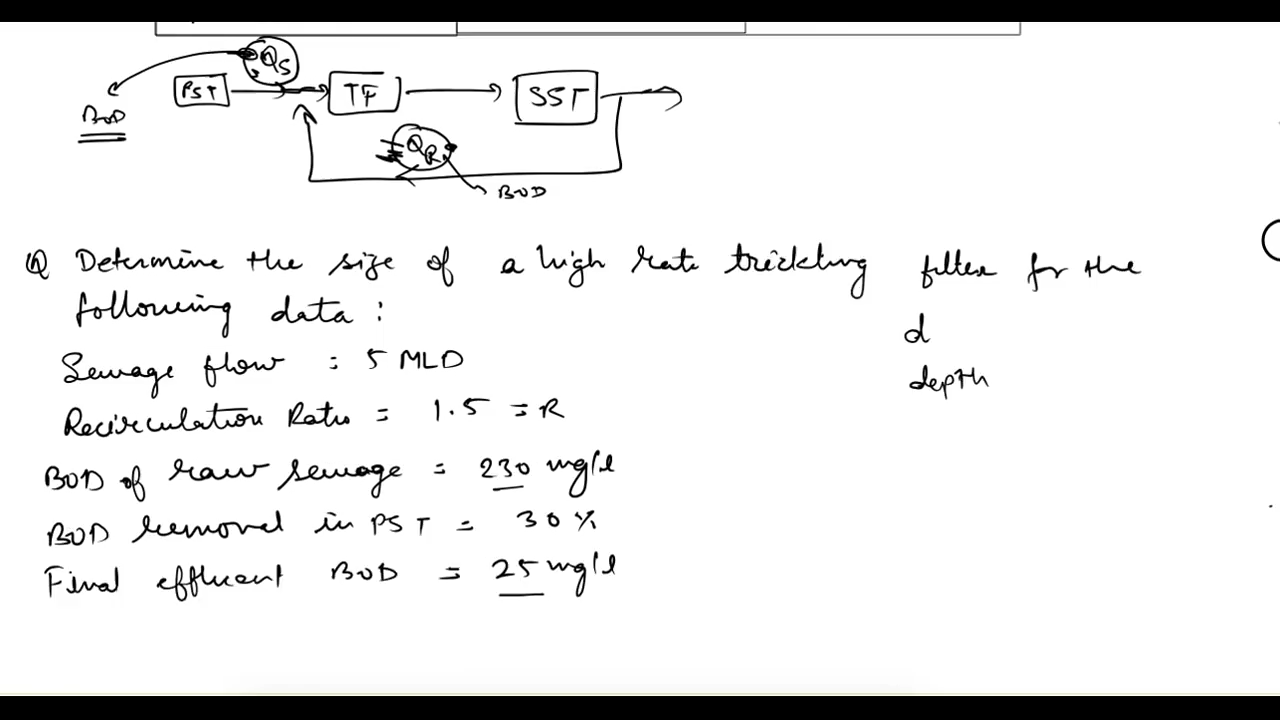 QS
PST
TF
SST
BOD
QR
BOD
Q Determine the size of a high rate trickling filter for the
following data :
d
Sewage flow : 5 MLD
depth
Recirculation Ratio = 1.5 = R
BOD of raw sewage = 230 mg/l
BOD removal in PST = 30 %
Final effluent BOD = 25 mg/l